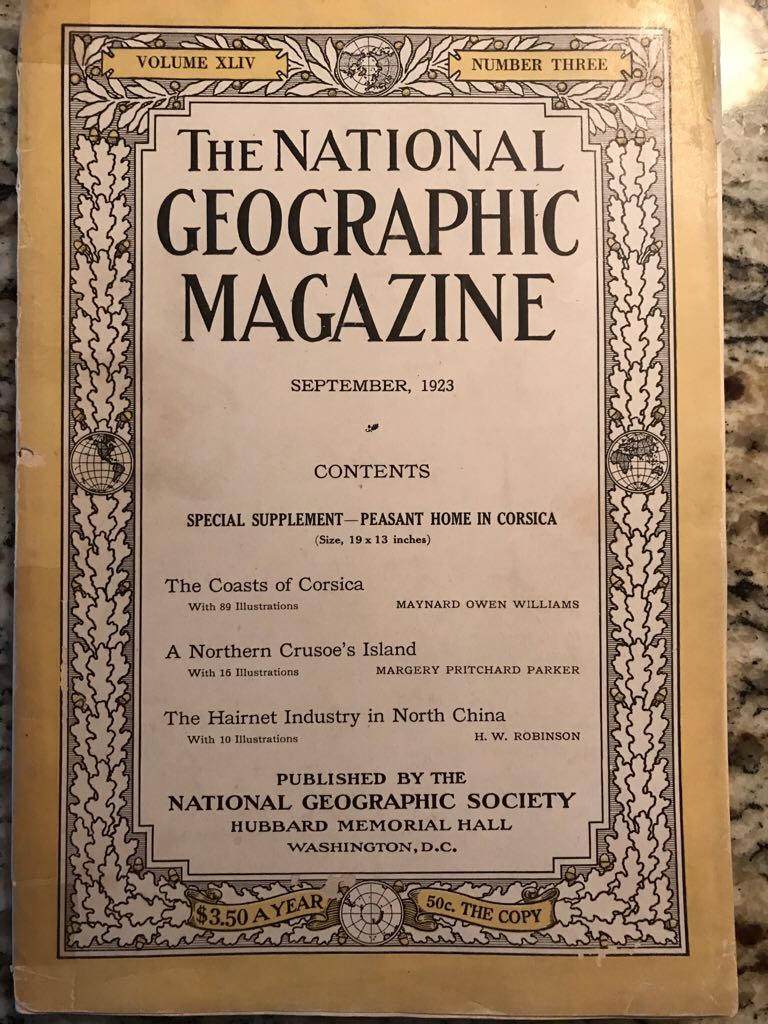 VOLUME XLIV
NUMBER THREE
THE NATIONAL
GEOGRAPHIC
MAGAZINE
SEPTEMBER, 1923
CONTENTS
SPECIAL SUPPLEMENT—PEASANT HOME IN CORSICA
(Size, 19 x 13 inches)
The Coasts of Corsica
With 89 Illustrations MAYNARD OWEN WILLIAMS
A Northern Crusoe's Island
With 16 Illustrations MARGERY PRITCHARD PARKER
The Hairnet Industry in North China
With 10 Illustrations H. W. ROBINSON
PUBLISHED BY THE
NATIONAL GEOGRAPHIC SOCIETY
HUBBARD MEMORIAL HALL
WASHINGTON, D.C.
$3.50 A YEAR
50c. THE COPY